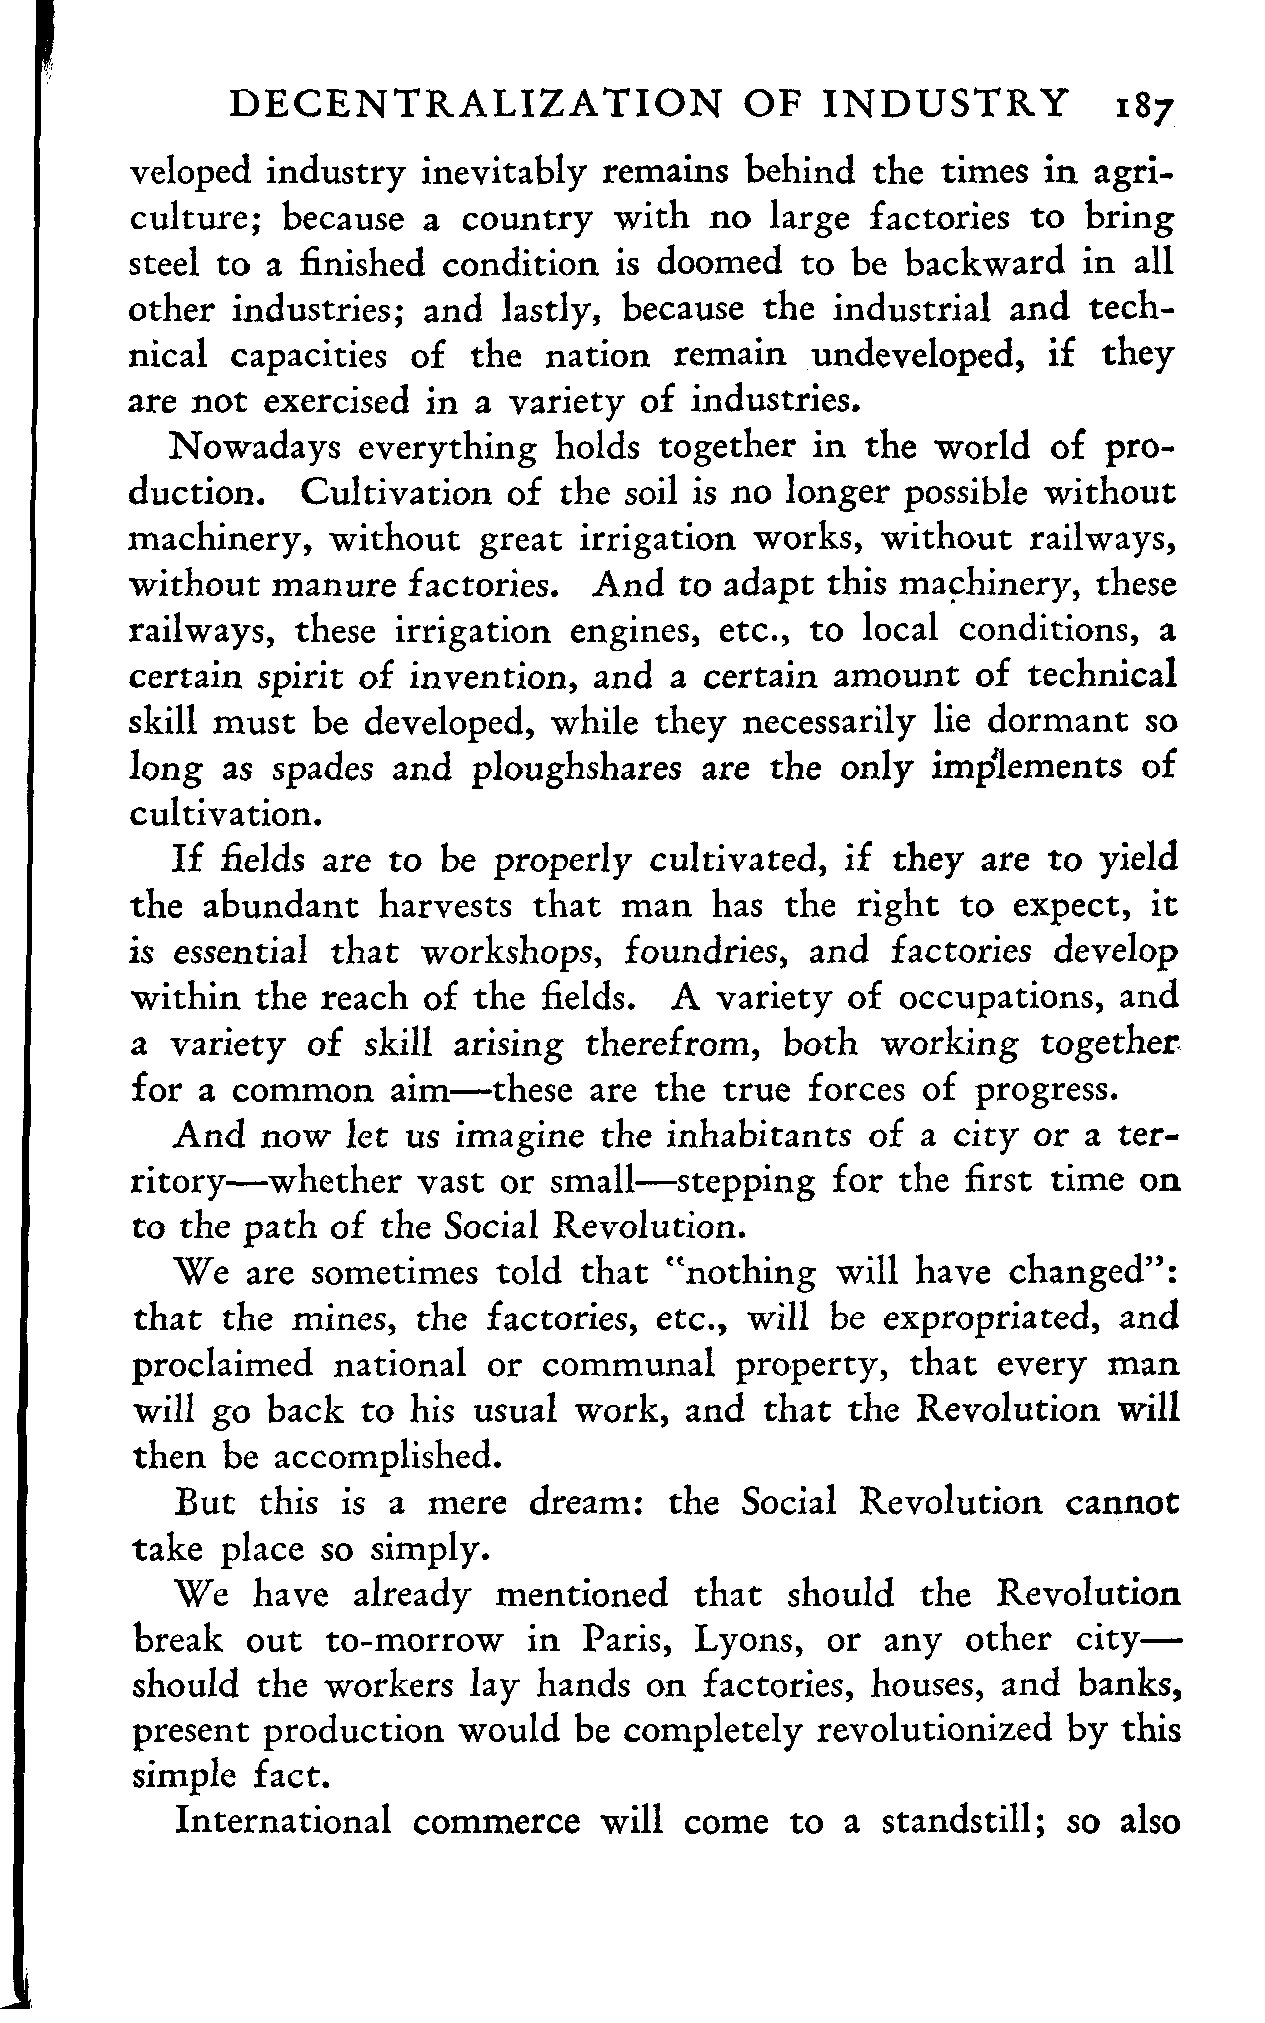 DECENTRALIZATION OF INDUSTRY 187
veloped industry inevitably remains behind the times in agri-
culture; because a country with no large factories to bring
steel to a finished condition is doomed to be backward in all
other industries; and lastly, because the industrial and tech-
nical capacities of the nation remain undeveloped, if they
are not exercised in a variety of industries.
Nowadays everything holds together in the world of pro-
duction. Cultivation of the soil is no longer possible without
machinery, without great irrigation works, without railways,
without manure factories. And to adapt this machinery, these
railways, these irrigation engines, etc., to local conditions, a
certain spirit of invention, and a certain amount of technical
skill must be developed, while they necessarily lie dormant so
long as spades and ploughshares are the only implements of
cultivation.
If fields are to be properly cultivated, if they are to yield
the abundant harvests that man has the right to expect, it
is essential that workshops, foundries, and factories develop
within the reach of the fields. A variety of occupations, and
a variety of skill arising therefrom, both working together
for a common aim—these are the true forces of progress.
And now let us imagine the inhabitants of a city or a ter-
ritory—whether vast or small—stepping for the first time on
to the path of the Social Revolution.
We are sometimes told that "nothing will have changed":
that the mines, the factories, etc., will be expropriated, and
proclaimed national or communal property, that every man
will go back to his usual work, and that the Revolution will
then be accomplished.
But this is a mere dream: the Social Revolution cannot
take place so simply.
We have already mentioned that should the Revolution
break out to-morrow in Paris, Lyons, or any other city—
should the workers lay hands on factories, houses, and banks,
present production would be completely revolutionized by this
simple fact.
International commerce will come to a standstill; so also